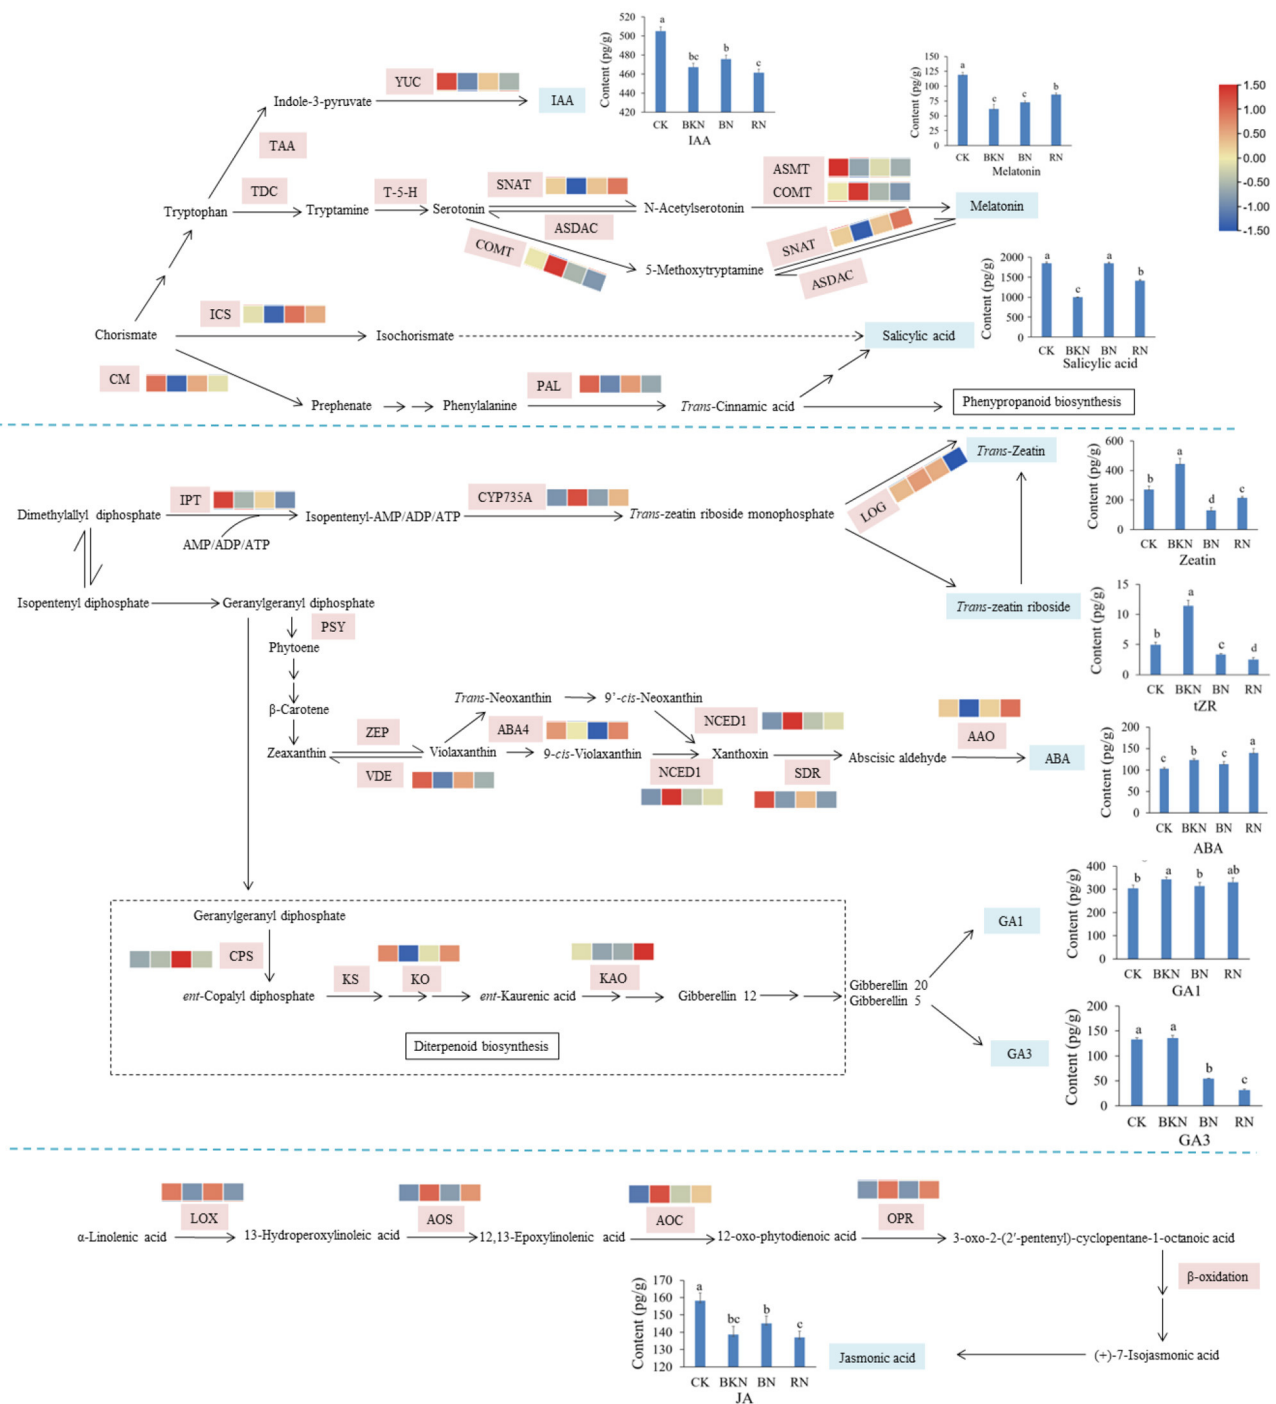 520
500
480
460
440
420
Content (pg/g)
a
bc
b
c
CK BKN BN RN
IAA
150
125
100
75
50
25
0
Content (pg/g)
a
c
c
b
CK BKN BN RN
Melatonin
1.50
1.00
0.50
0.00
-0.50
-1.00
-1.50
YUC
Indole-3-pyruvate
IAA
TAA
TDC
T-5-H
SNAT
ASMT
COMT
Tryptophan
Tryptamine
Serotonin
N-Acetylserotonin
Melatonin
ASDAC
COMT
SNAT
5-Methoxytryptamine
ASDAC
2000
1500
1000
500
0
Content (pg/g)
a
c
a
b
CK BKN BN RN
Salicylic acid
ICS
Chorismate
Isochorismate
Salicylic acid
CM
PAL
Prephenate
Phenylalanine
Trans-Cinnamic acid
Phenypropanoid biosynthesis
600
400
200
0
Content (pg/g)
b
a
d
c
CK BKN BN RN
Zeatin
Trans-Zeatin
IPT
CYP735A
LOG
Dimethylallyl diphosphate
Isopentenyl-AMP/ADP/ATP
Trans-zeatin riboside monophosphate
AMP/ADP/ATP
Isopentenyl diphosphate
Geranylgeranyl diphosphate
Trans-zeatin riboside
15
10
5
0
Content (pg/g)
b
a
c
d
CK BKN BN RN
tZR
PSY
Phytoene
β-Carotene
Trans-Neoxanthin
9’-cis-Neoxanthin
ZEP
ABA4
NCED1
AAO
Zeaxanthin
Violaxanthin
9-cis-Violaxanthin
Xanthoxin
Abscisic aldehyde
ABA
VDE
NCED1
SDR
200
150
100
50
0
Content (pg/g)
c
b
c
a
CK BKN BN RN
ABA
400
300
200
100
0
Content (pg/g)
b
a
b
ab
CK BKN BN RN
GA1
Geranylgeranyl diphosphate
GA1
CPS
KS
KO
KAO
ent-Copalyl diphosphate
ent-Kaurenic acid
Gibberellin 12
Gibberellin 20
Gibberellin 5
Diterpenoid biosynthesis
GA3
200
150
100
50
0
Content (pg/g)
a
a
b
c
CK BKN BN RN
GA3
LOX
AOS
AOC
OPR
α-Linolenic acid
13-Hydroperoxylinoleic acid
12,13-Epoxylinolenic acid
12-oxo-phytodienoic acid
3-oxo-2-(2'-pentenyl)-cyclopentane-1-octanoic acid
β-oxidation
170
160
150
140
130
120
Content (pg/g)
a
bc
b
c
CK BKN BN RN
JA
Jasmonic acid
(+)-7-Isojasmonic acid